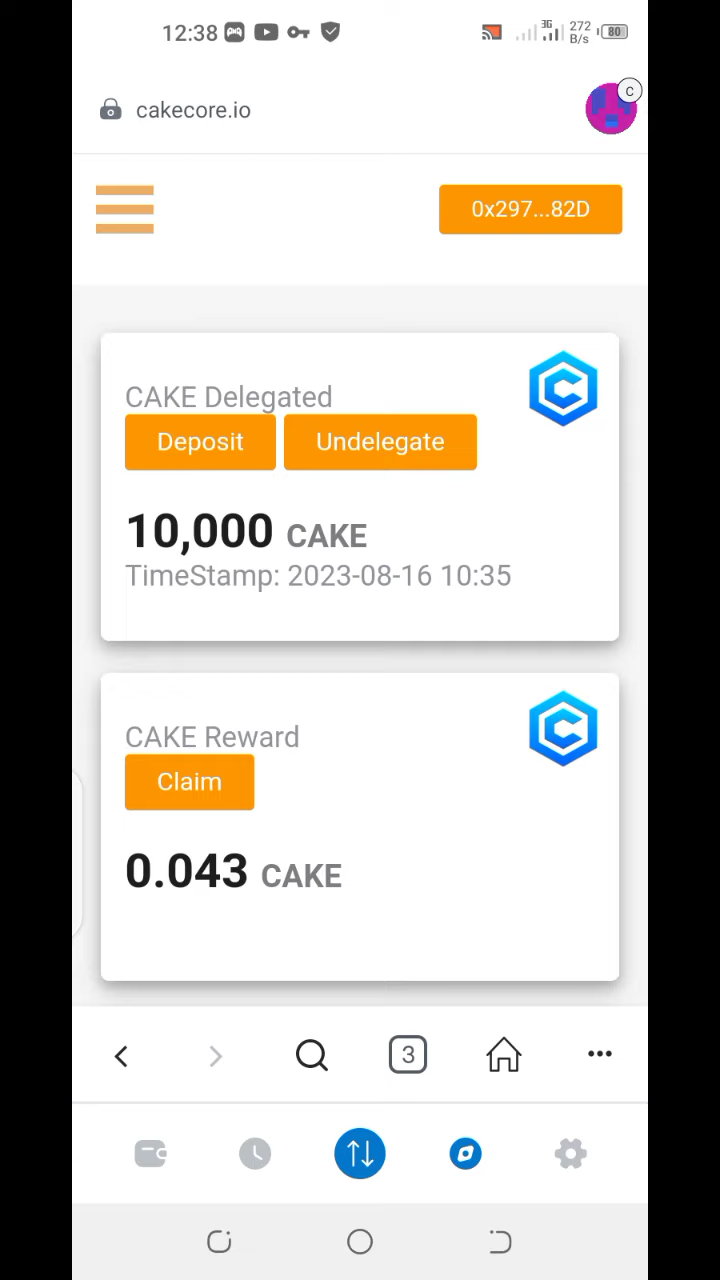 12:38 3G 272 B/s 80
cakecore.io C
0x297...82D
CAKE Delegated
Deposit Undelegate
10,000 CAKE
TimeStamp: 2023-08-16 10:35
CAKE Reward
Claim
0.043 CAKE
3